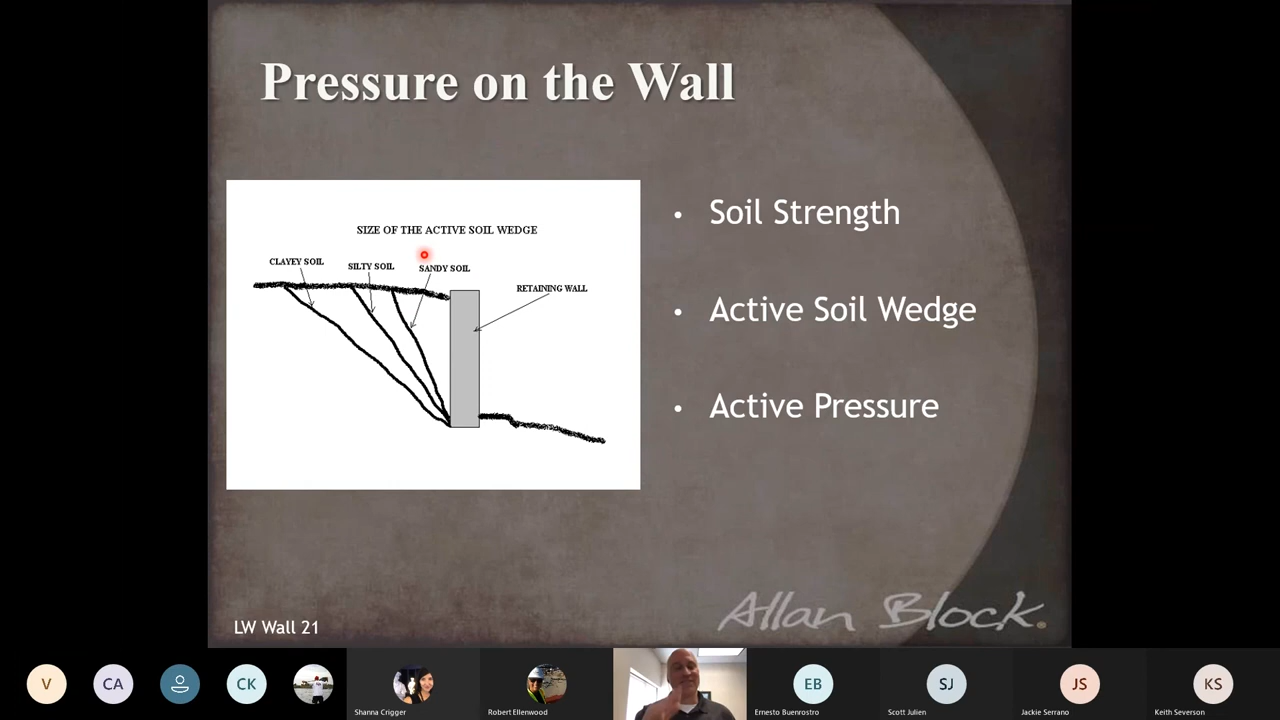 Pressure on the Wall
SIZE OF THE ACTIVE SOIL WEDGE
CLAYEY SOIL
SILTY SOIL
SANDY SOIL
RETAINING WALL
• Soil Strength
• Active Soil Wedge
• Active Pressure
Allan Block.
LW Wall 21
V
CA
CK
EB
SJ
JS
KS
Shanna Crigger
Robert Ellenwood
Ernesto Buenrostro
Scott Julien
Jackie Serrano
Keith Severson